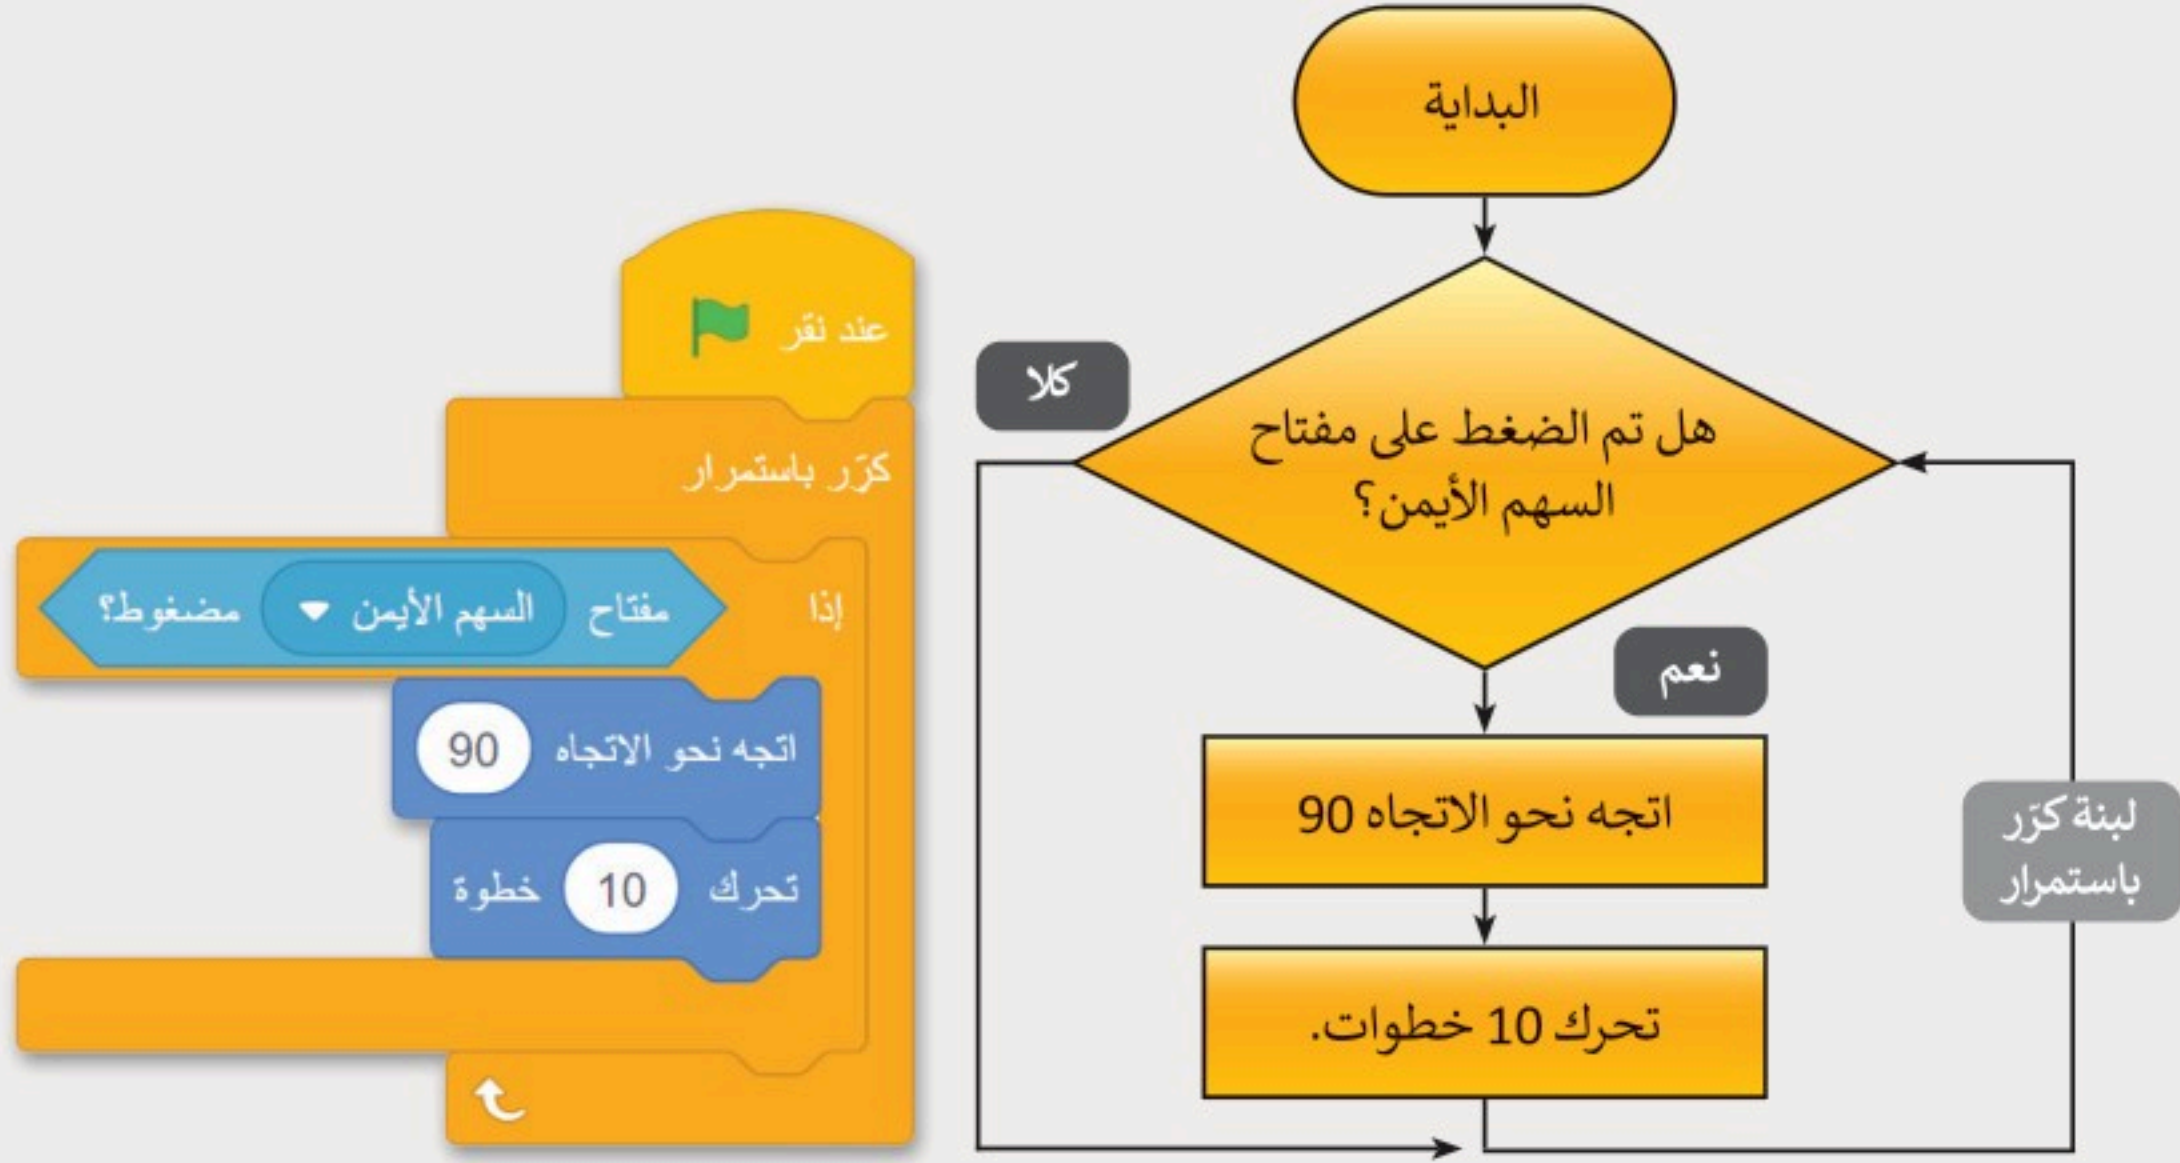 البداية
هل تم الضغط على مفتاح
السهم الأيمن؟
كلا
نعم
اتجه نحو الاتجاه 90
تحرك 10 خطوات.
لبنة كرّر
باستمرار
عند نقر
كرّر باستمرار
إذا مفتاح السهم الأيمن مضغوط؟
اتجه نحو الاتجاه 90
تحرك 10 خطوة